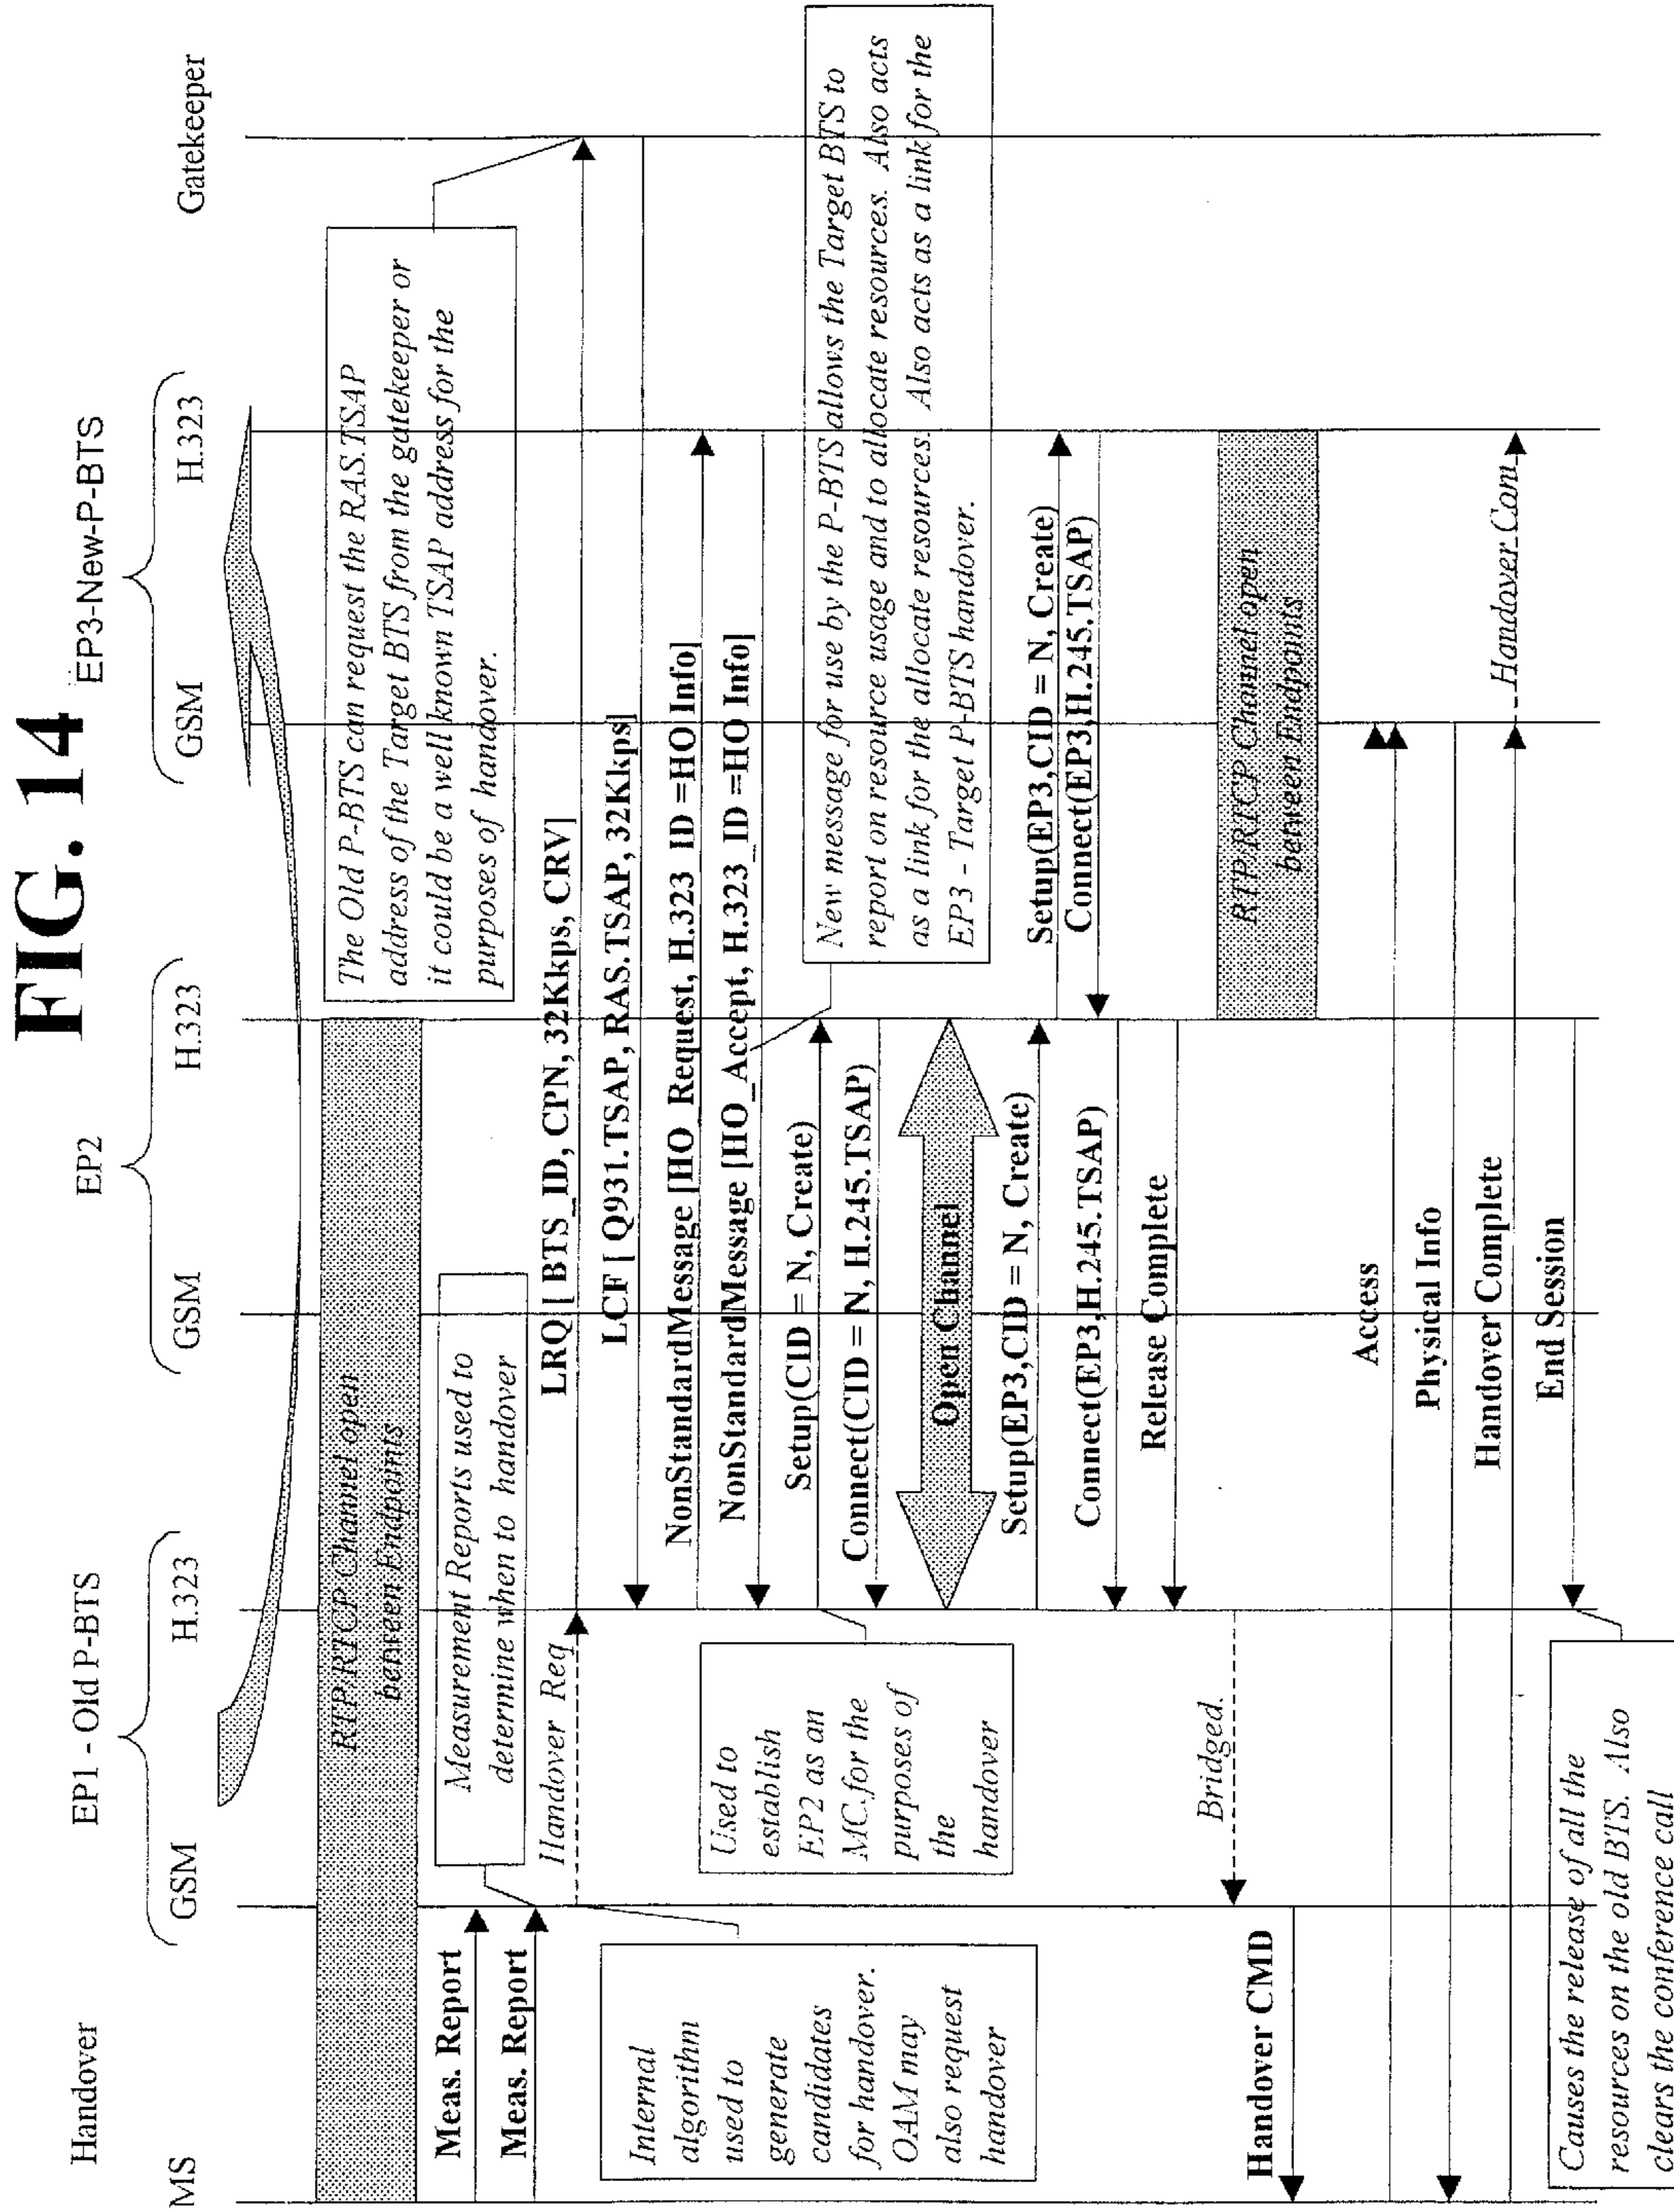 FIG. 14
Handover
EP1 - Old P-BTS
EP2
EP3-New-P-BTS
MS
GSM
H.323
GSM
H.323
GSM
H.323
Gatekeeper
RTP/RTCP Channel open
between Endpoints
The Old P-BTS can request the RAS.TSAP
address of the Target BTS from the gatekeeper or
it could be a well known TSAP address for the
purposes of handover.
Meas. Report
Meas. Report
Measurement Reports used to
determine when to handover
Handover Req
LRQ [ BTS_ID, CPN, 32Kkps, CRV]
LCF [ Q931.TSAP, RAS.TSAP, 32Kkps]
Internal
algorithm
used to
generate
candidates
for handover.
OAM may
also request
handover
NonStandardMessage [HO_Request, H.323_ID =HO Info]
NonStandardMessage [HO_Accept, H.323_ID =HO Info]
Used to
establish
EP2 as an
MC.for the
purposes of
the
handover
Setup(CID = N, Create)
Connect(CID = N, H.245.TSAP)
New message for use by the P-BTS allows the Target BTS to
report on resource usage and to allocate resources. Also acts
as a link for the allocate resources. Also acts as a link for the
EP3 - Target P-BTS handover.
Open Channel
Setup(EP3,CID = N, Create)
Setup(EP3,CID = N, Create)
Connect(EP3,H.245.TSAP)
Connect(EP3,H.245.TSAP)
Release Complete
Bridged.
RTP/RTCP Channel open
between Endpoints
Handover CMD
Access
Physical Info
Handover Complete
Handover Com
End Session
Causes the release of all the
resources on the old BTS. Also
clears the conference call